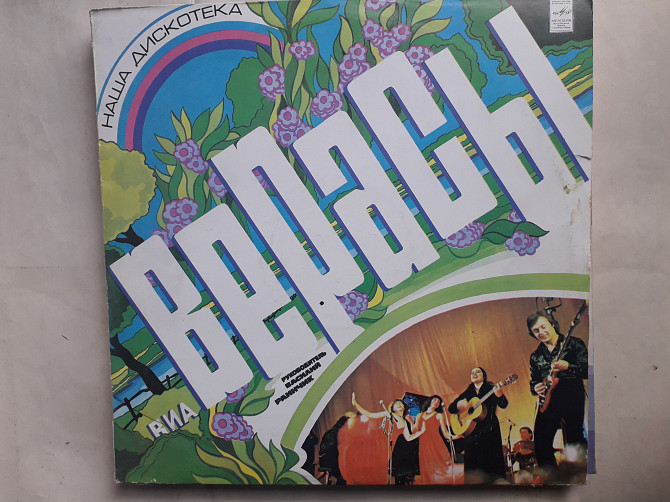 НАША ДИСКОТЕКА
ВИА
ВерасЫ
РУКОВОДИТЕЛЬ
ВАСИЛИЙ
РАИНЧИК